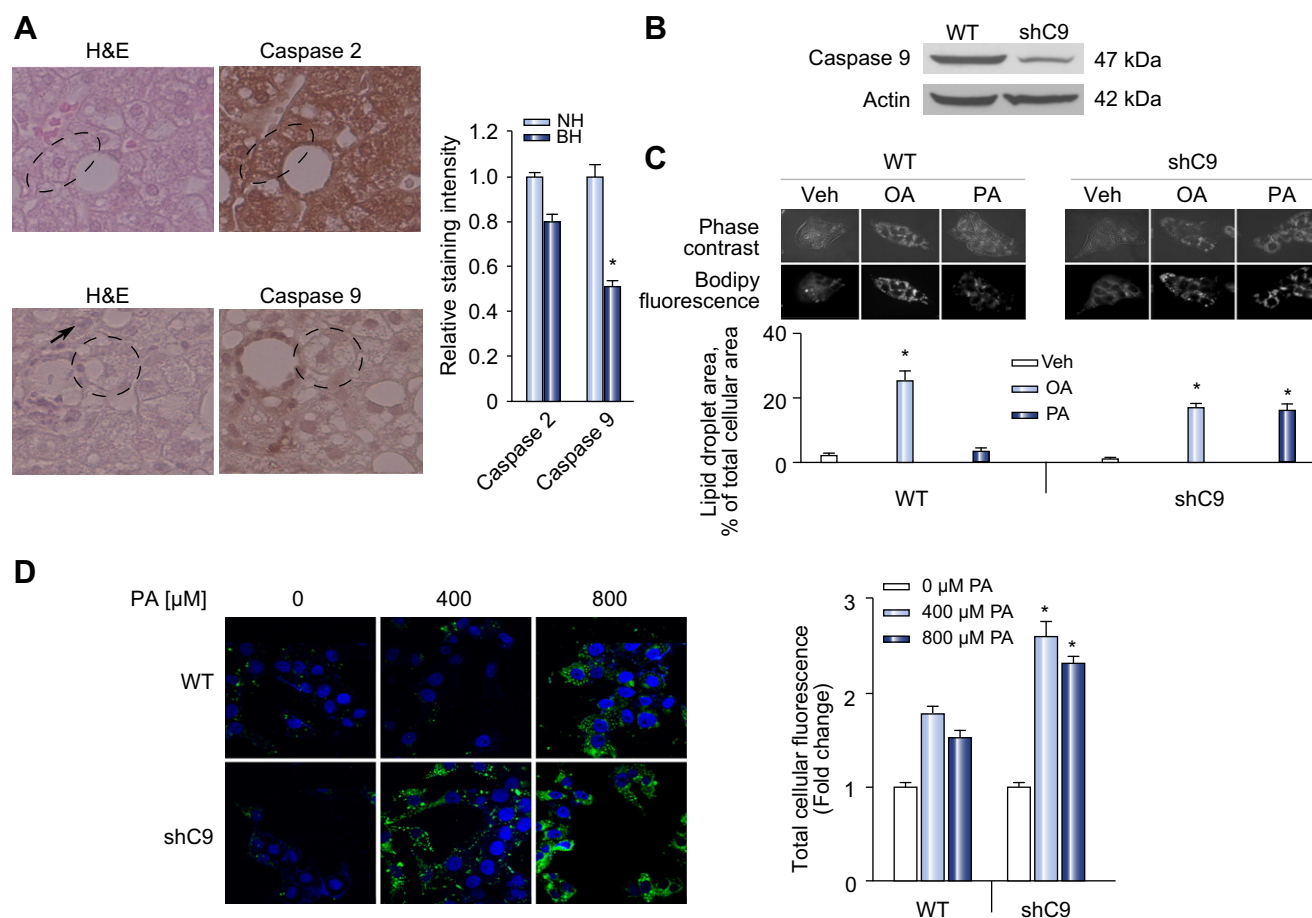 A
H&E
Caspase 2
H&E
Caspase 9
NH
BH
Relative staining intensity
1.2
1.0
0.8
0.6
0.4
0.2
0
*
Caspase 2
Caspase 9
B
WT
shC9
Caspase 9
47 kDa
Actin
42 kDa
C
WT
shC9
Veh
OA
PA
Veh
OA
PA
Phase
contrast
Bodipy
fluorescence
Lipid droplet area,
% of total cellular area
40
20
0
*
*
*
Veh
OA
PA
WT
shC9
D
PA [µM]
0
400
800
WT
shC9
0 µM PA
400 µM PA
800 µM PA
Total cellular fluorescence
(Fold change)
3
2
1
0
*
*
WT
shC9